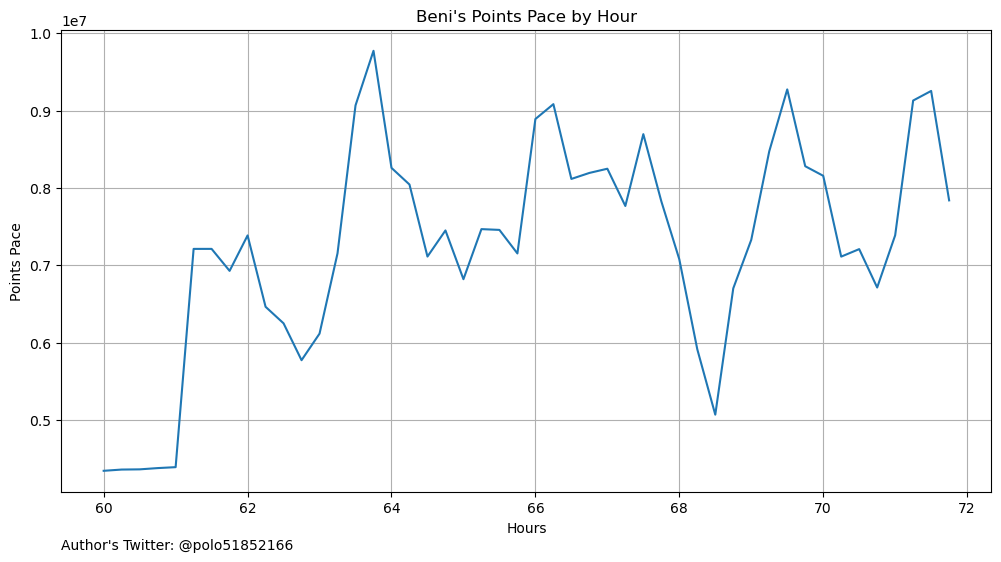 Beni's Points Pace by Hour
1e7
1.0
0.9
0.8
0.7
0.6
0.5
Points Pace
60 62 64 66 68 70 72
Hours
Author's Twitter: @polo51852166